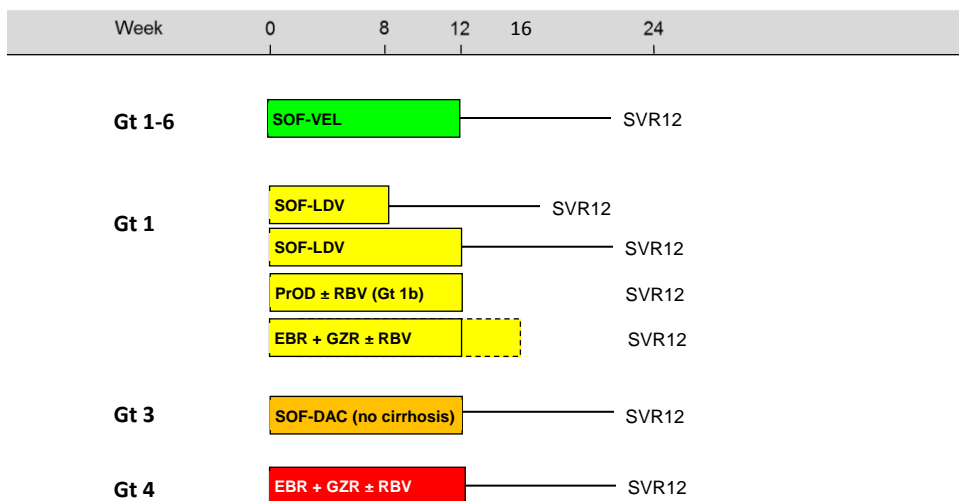 Week 0 8 12 16 24
Gt 1-6 SOF-VEL SVR12
SOF-LDV SVR12
Gt 1
SOF-LDV SVR12
PrOD ± RBV (Gt 1b) SVR12
EBR + GZR ± RBV SVR12
Gt 3 SOF-DAC (no cirrhosis) SVR12
Gt 4 EBR + GZR ± RBV SVR12